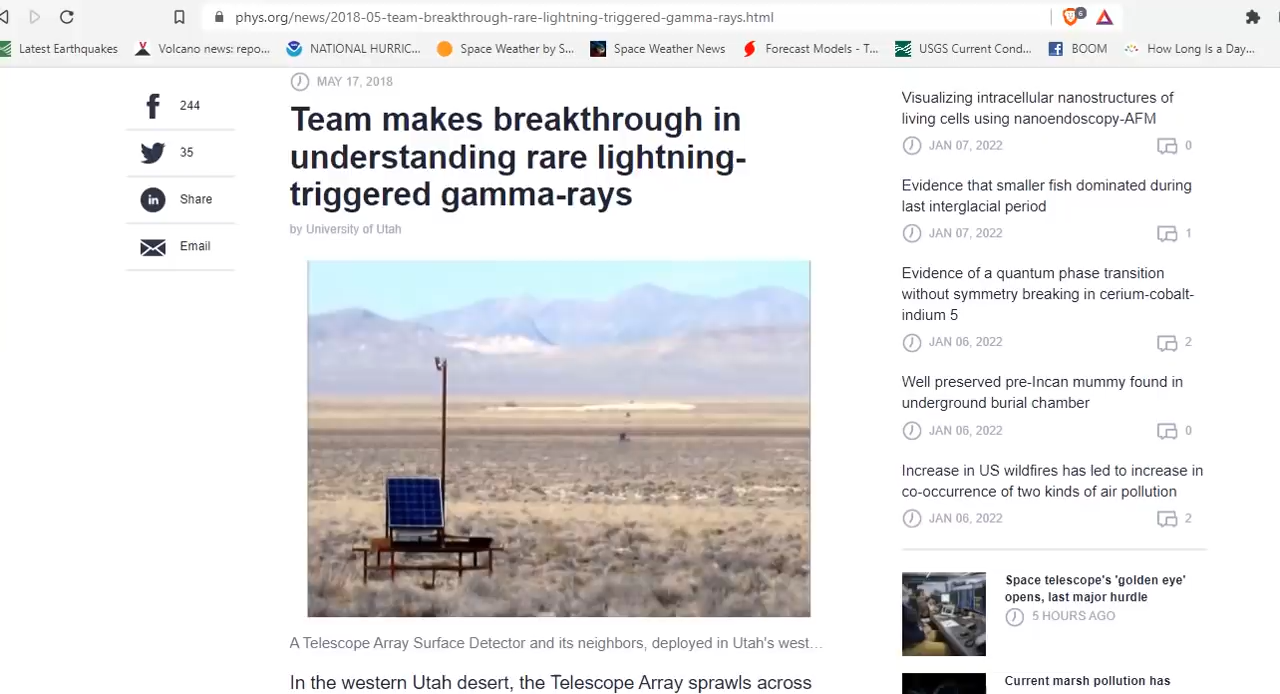 phys.org/news/2018-05-team-breakthrough-rare-lightning-triggered-gamma-rays.html
6
Latest Earthquakes
Volcano news: repo...
NATIONAL HURRIC...
Space Weather by S...
Space Weather News
Forecast Models - T...
USGS Current Cond...
BOOM
How Long Is a Day...
244
35
Share
Email
MAY 17, 2018
Team makes breakthrough in
understanding rare lightning-
triggered gamma-rays
by University of Utah
A Telescope Array Surface Detector and its neighbors, deployed in Utah's west...
In the western Utah desert, the Telescope Array sprawls across
Visualizing intracellular nanostructures of
living cells using nanoendoscopy-AFM
JAN 07, 2022
0
Evidence that smaller fish dominated during
last interglacial period
JAN 07, 2022
1
Evidence of a quantum phase transition
without symmetry breaking in cerium-cobalt-
indium 5
JAN 06, 2022
2
Well preserved pre-Incan mummy found in
underground burial chamber
JAN 06, 2022
0
Increase in US wildfires has led to increase in
co-occurrence of two kinds of air pollution
JAN 06, 2022
2
Space telescope's 'golden eye'
opens, last major hurdle
5 HOURS AGO
Current marsh pollution has